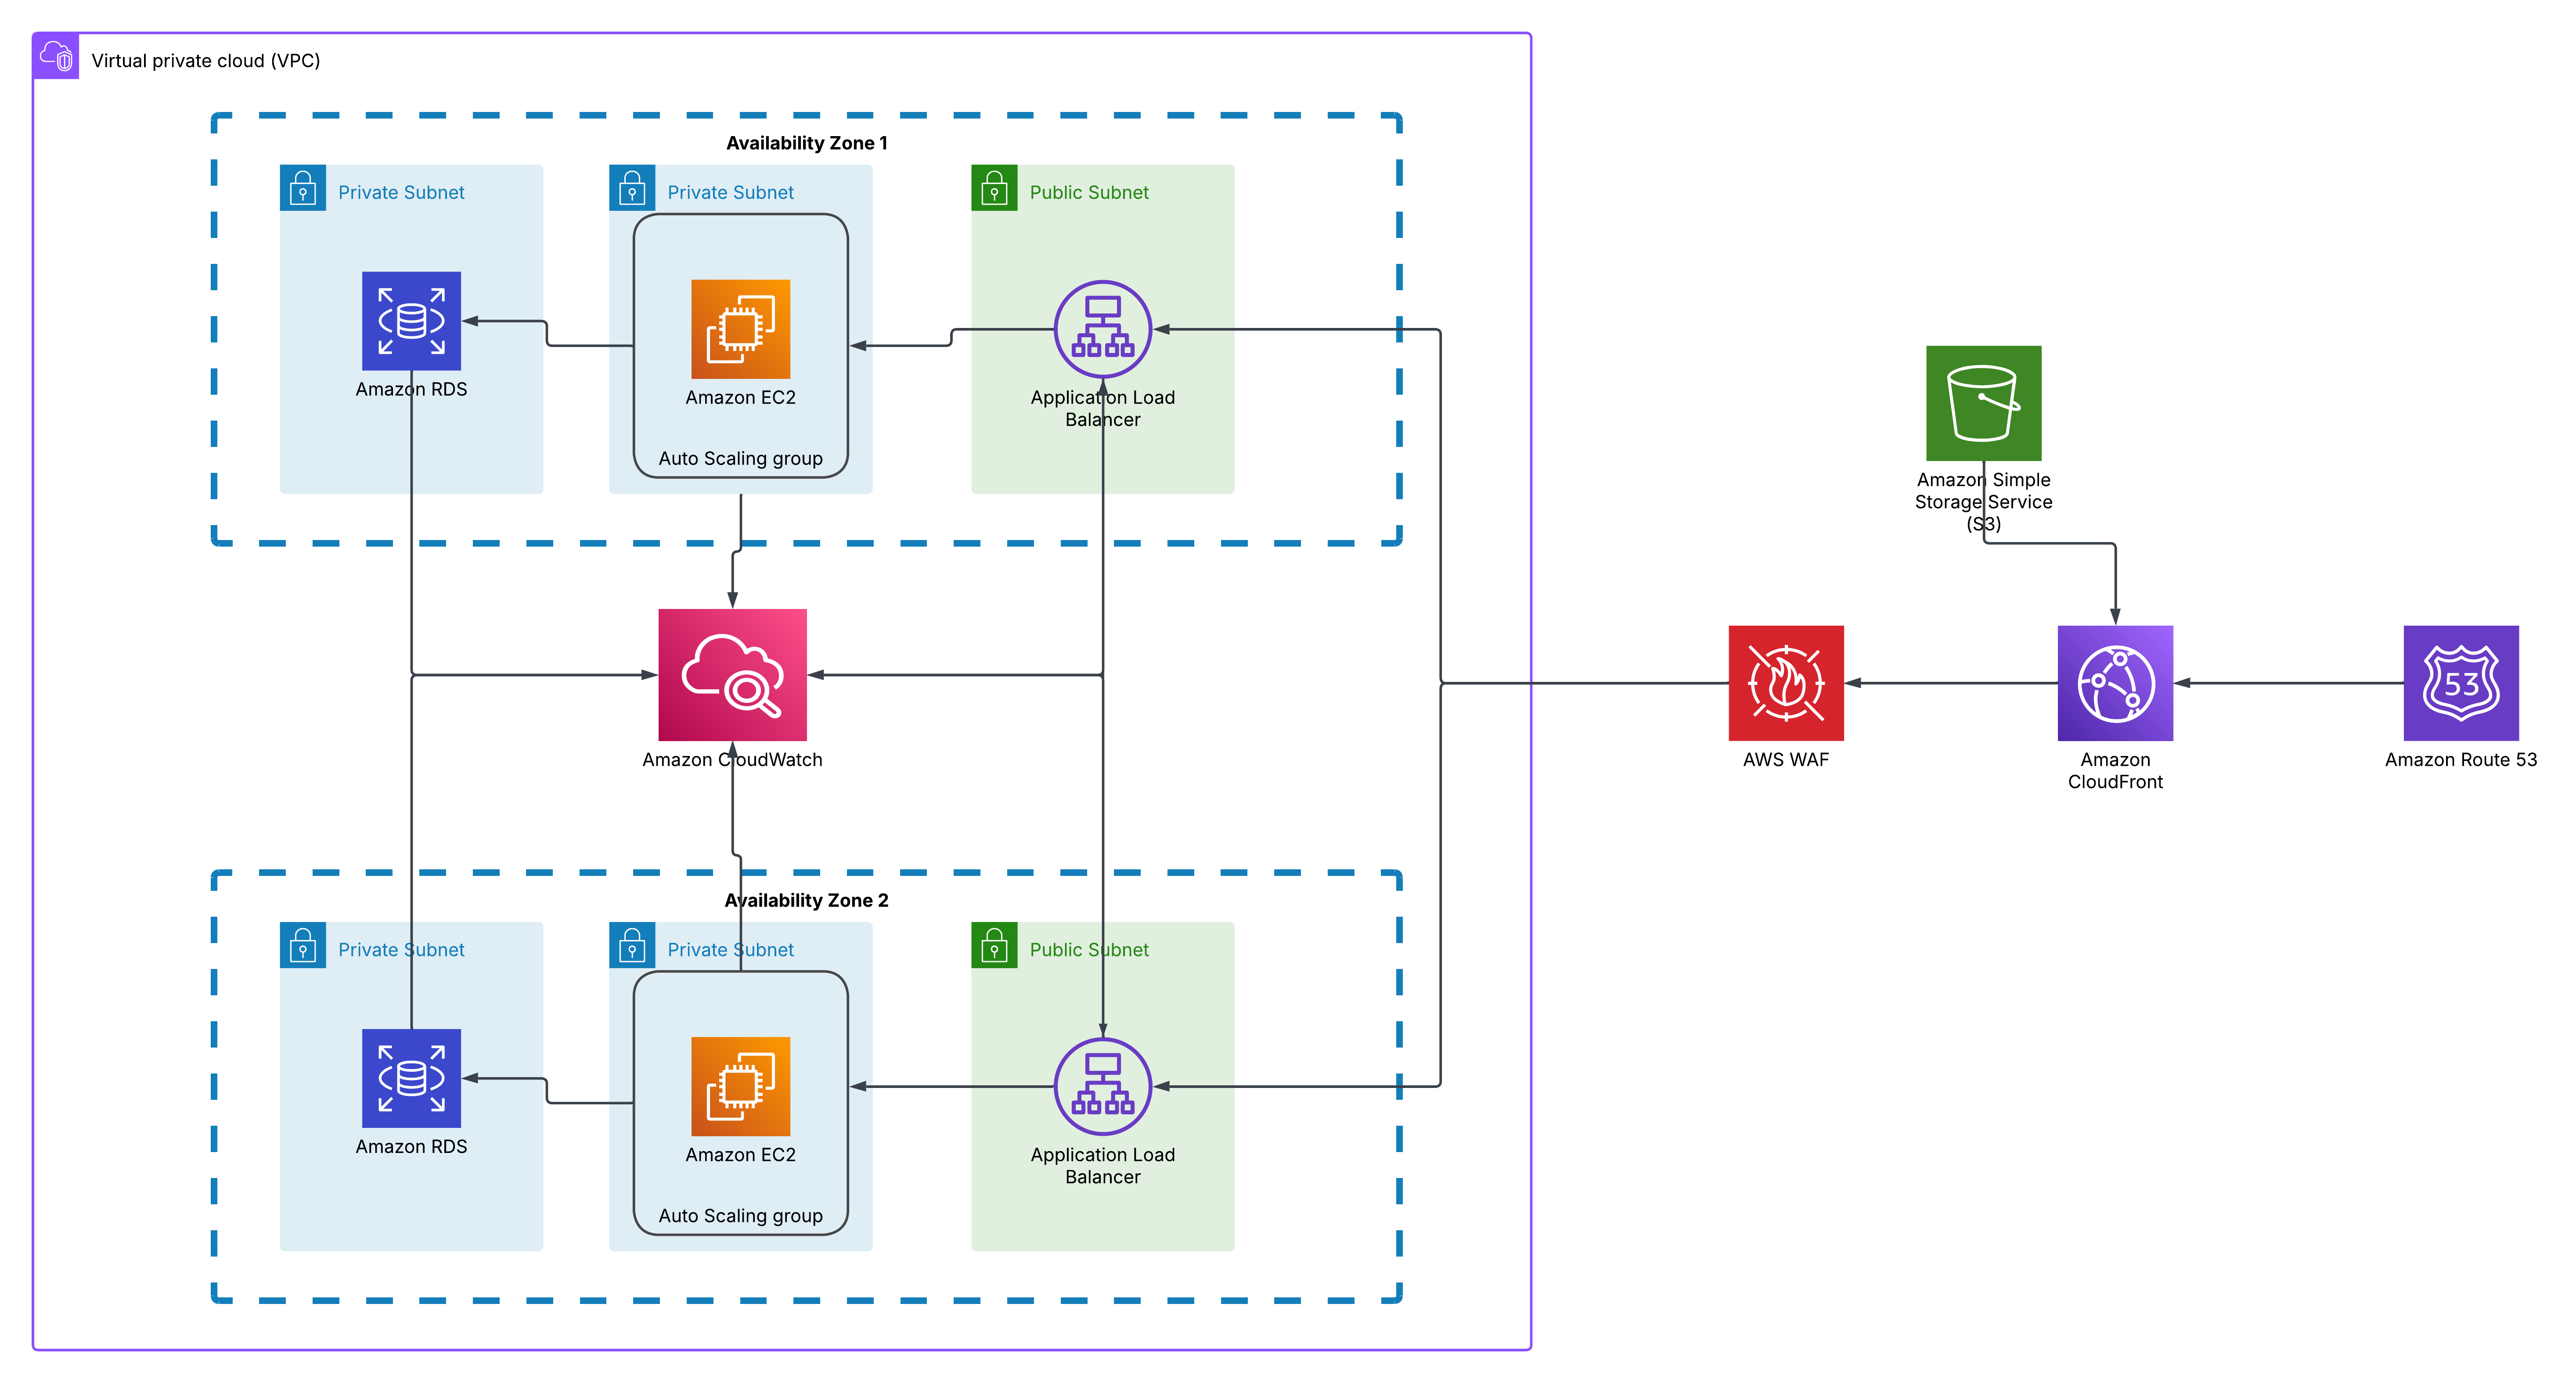 Virtual private cloud (VPC)
Availability Zone 1
Private Subnet
Private Subnet
Public Subnet
Amazon RDS
Amazon EC2
Auto Scaling group
Application Load
Balancer
Amazon Simple
Storage Service
(S3)
Amazon CloudWatch
AWS WAF
Amazon
CloudFront
53
Amazon Route 53
Availability Zone 2
Private Subnet
Private Subnet
Public Subnet
Amazon RDS
Amazon EC2
Auto Scaling group
Application Load
Balancer